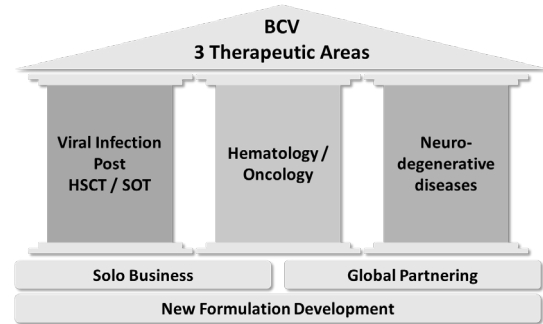 BCV
3 Therapeutic Areas
Viral Infection
Post
HSCT / SOT
Hematology /
Oncology
Neuro-
degenerative
diseases
Solo Business
Global Partnering
New Formulation Development